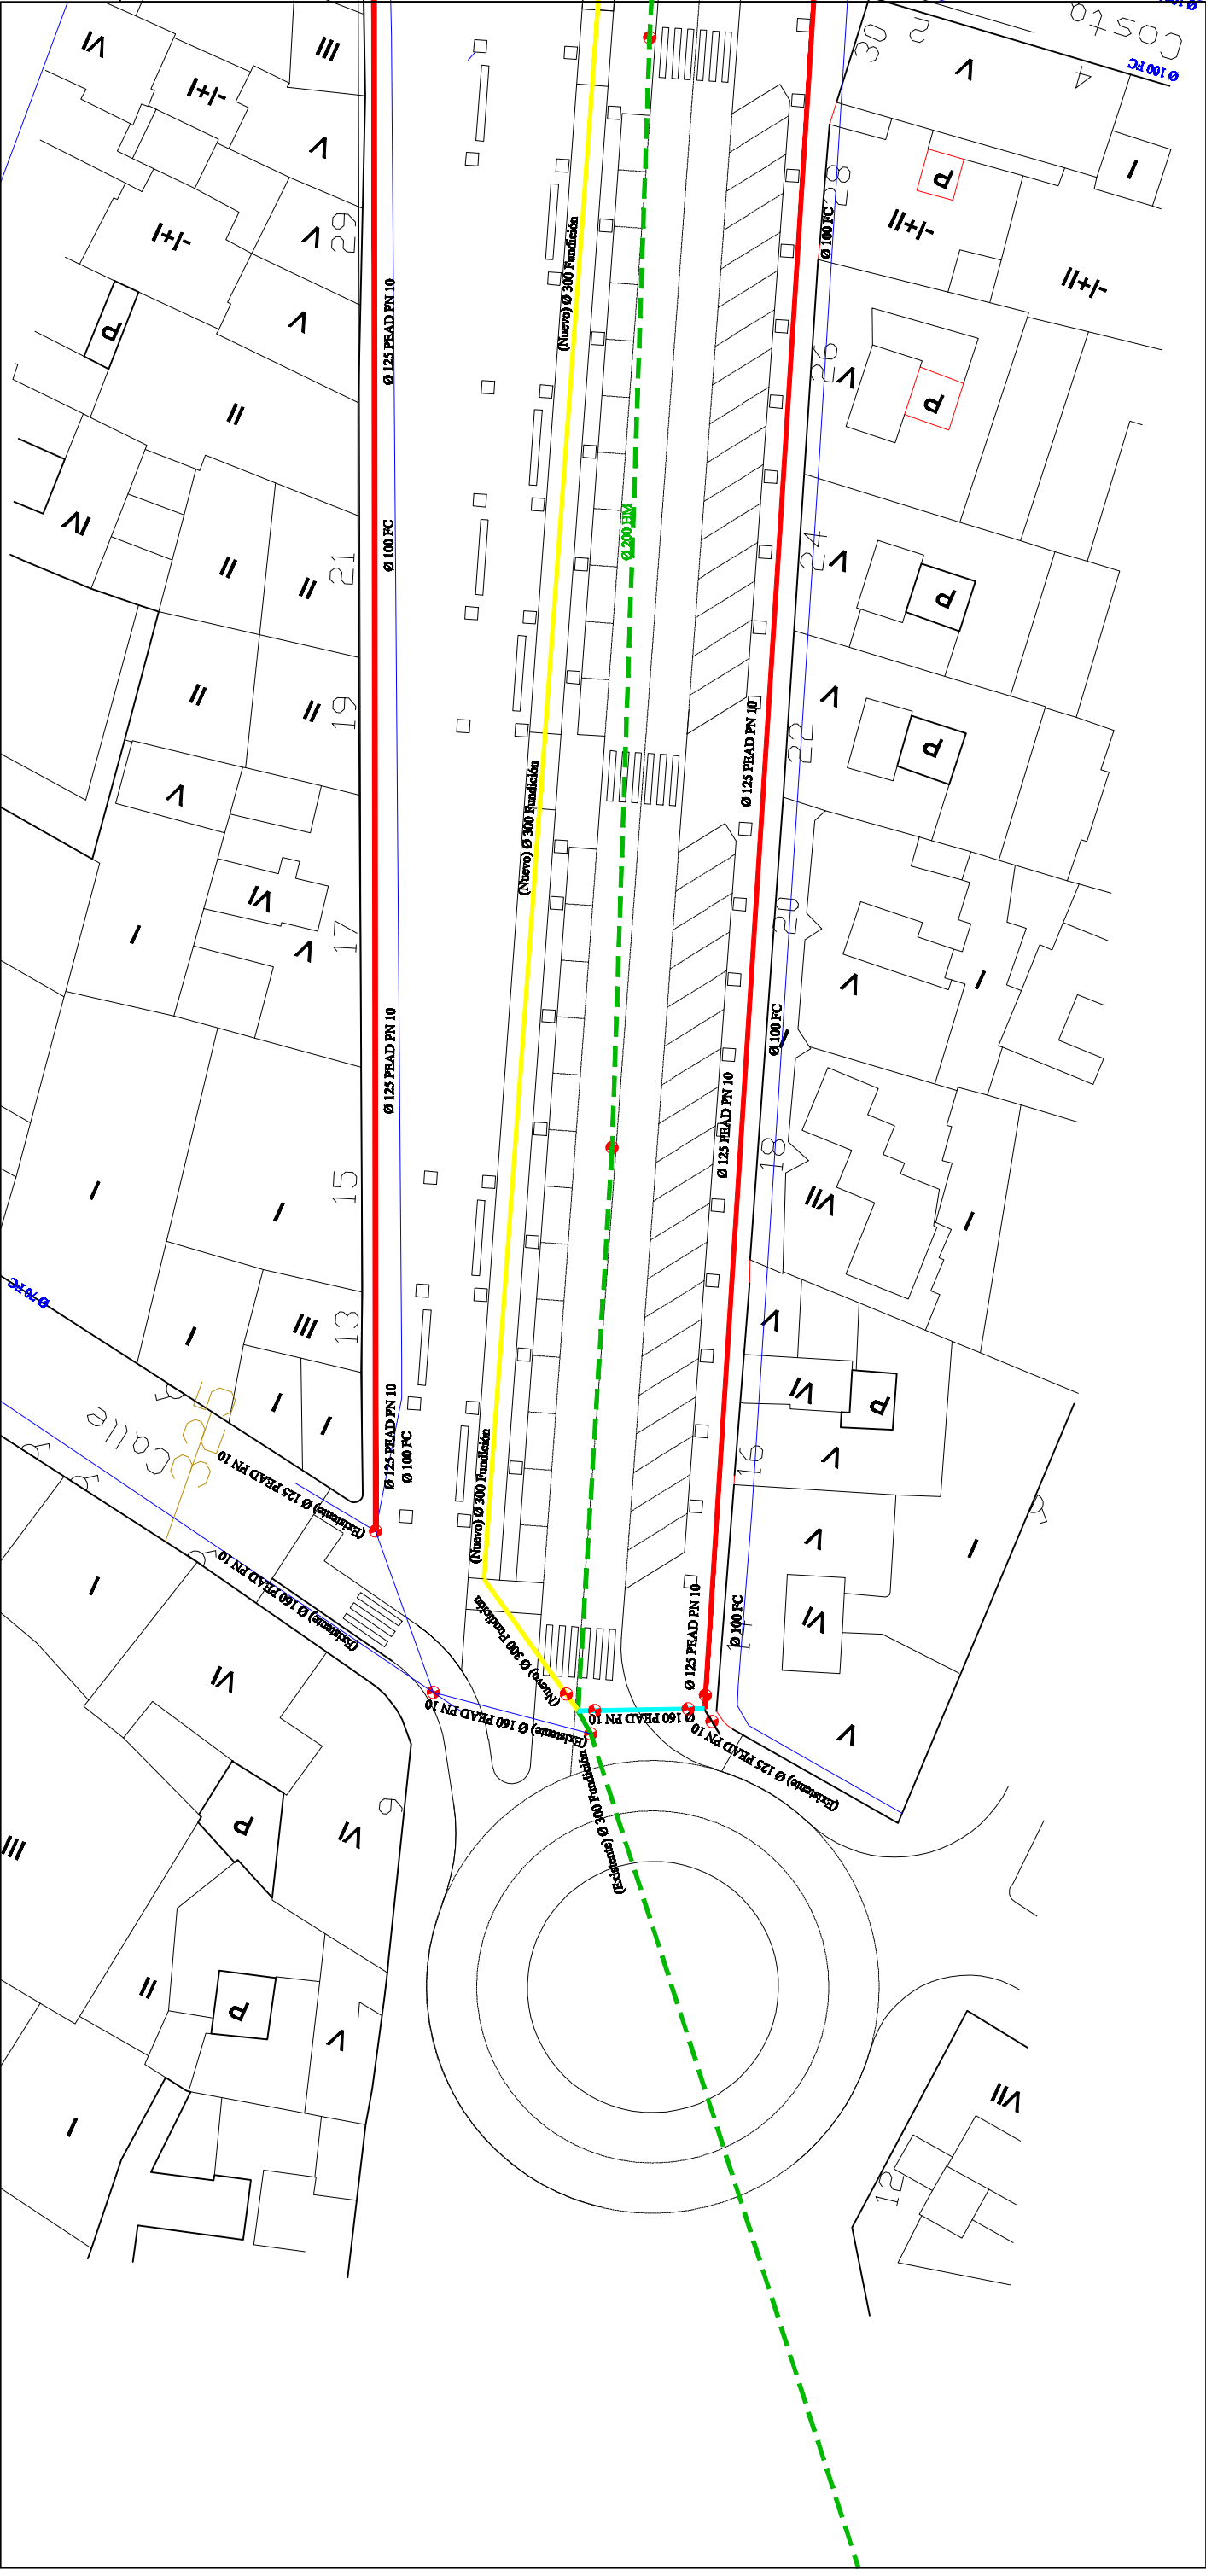 Costa
Ø 100 FC
VI
III
-I+I
V
30
2
4
V
I
P
28
-I+II
-I+II
Ø 100 FC
29
V
-I+I
V
P
(Nuevo) Ø 300 Fundición
Ø 125 PEAD PN 10
II
26
V
P
IV
Ø 100 FC
Ø 200 HM
21
II
II
24
V
P
19
II
II
V
22
V
P
Ø 125 PEAD PN 10
(Nuevo) Ø 300 Fundición
VI
17
V
I
20
V
I
Ø 125 PEAD PN 10
Ø 100 FC
I
Ø 125 PEAD PN 10
18
VII
I
15
I
I
Ø 70 FC
13
III
I
V
VI
P
Ø 125 PEAD PN 10
Ø 100 FC
I
I
Calle
(Nuevo) Ø 300 Fundición
(Existente) Ø 125 PEAD PN 10
16
V
V
I
(Existente) Ø 160 PEAD PN 10
I
(Nuevo) Ø 300 Fundición
Ø 125 PEAD PN 10
Ø 100 FC
VI
VI
(Existente) Ø 160 PEAD PN 10
Ø 160 PEAD PN 10
(Existente) Ø 125 PEAD PN 10
V
(Existente) Ø 300 Fundición
9
P
VI
III
II
P
7
V
I
VII
12